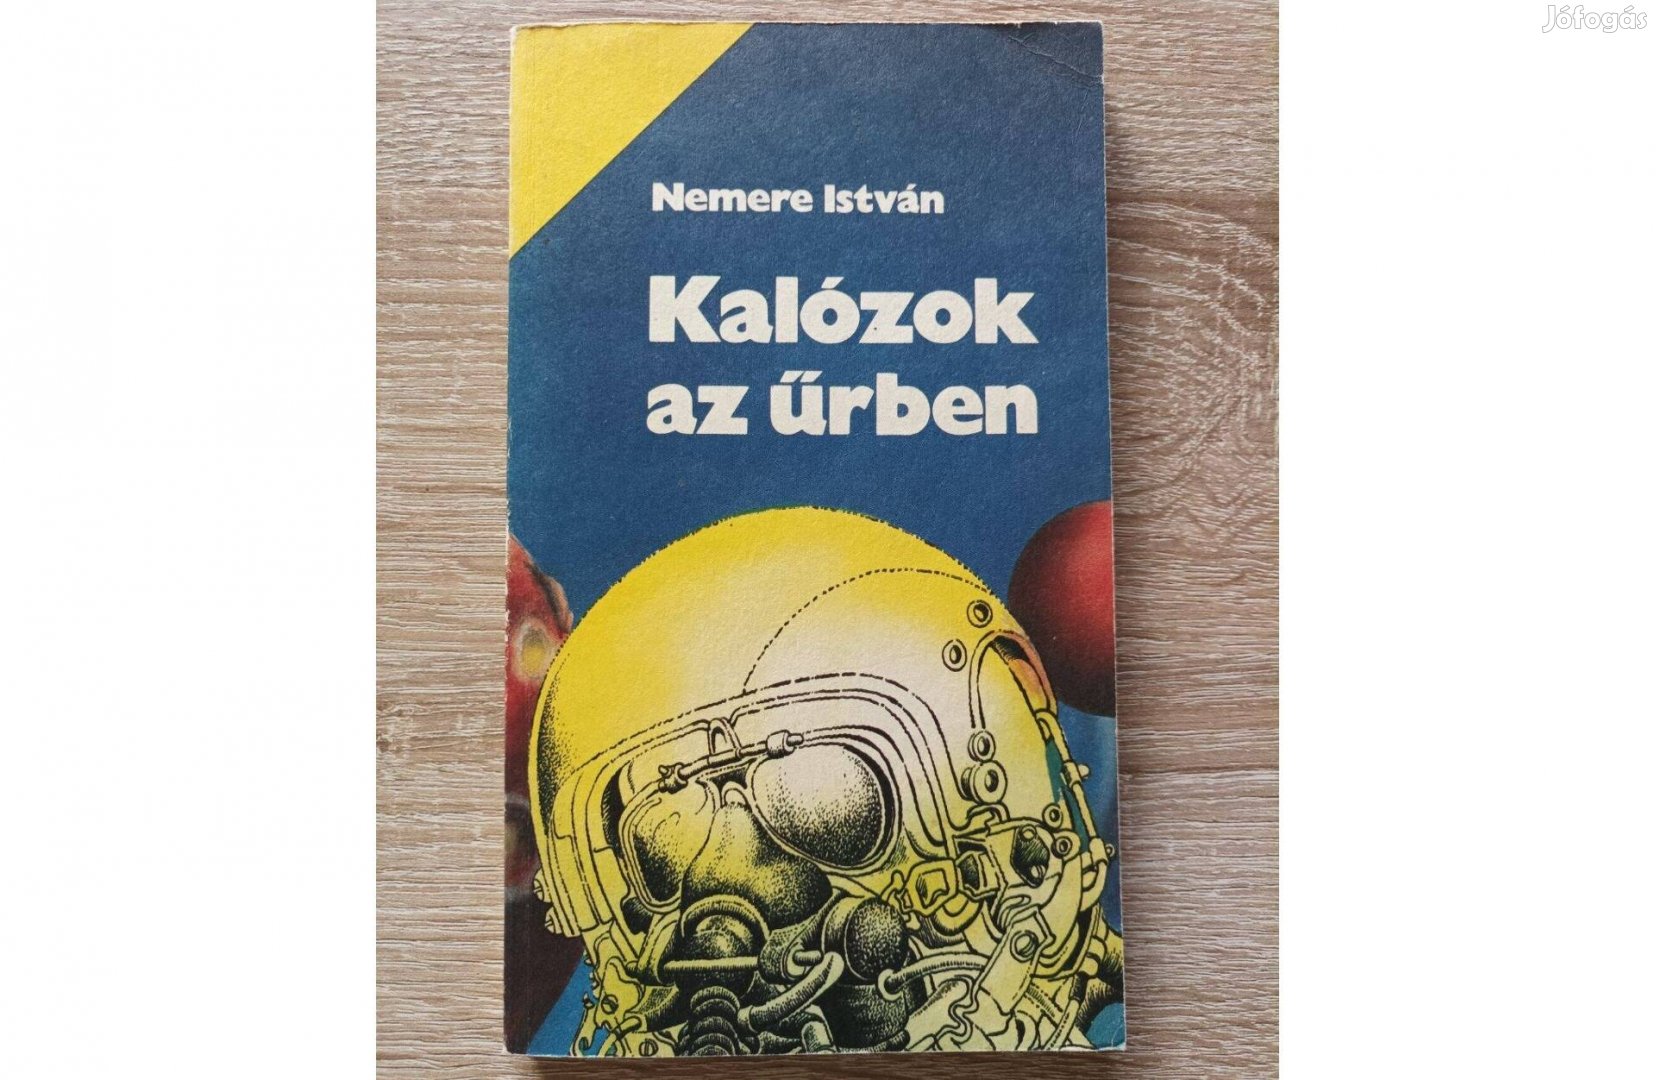 Jófogás
Nemere István
Kalózok
az űrben